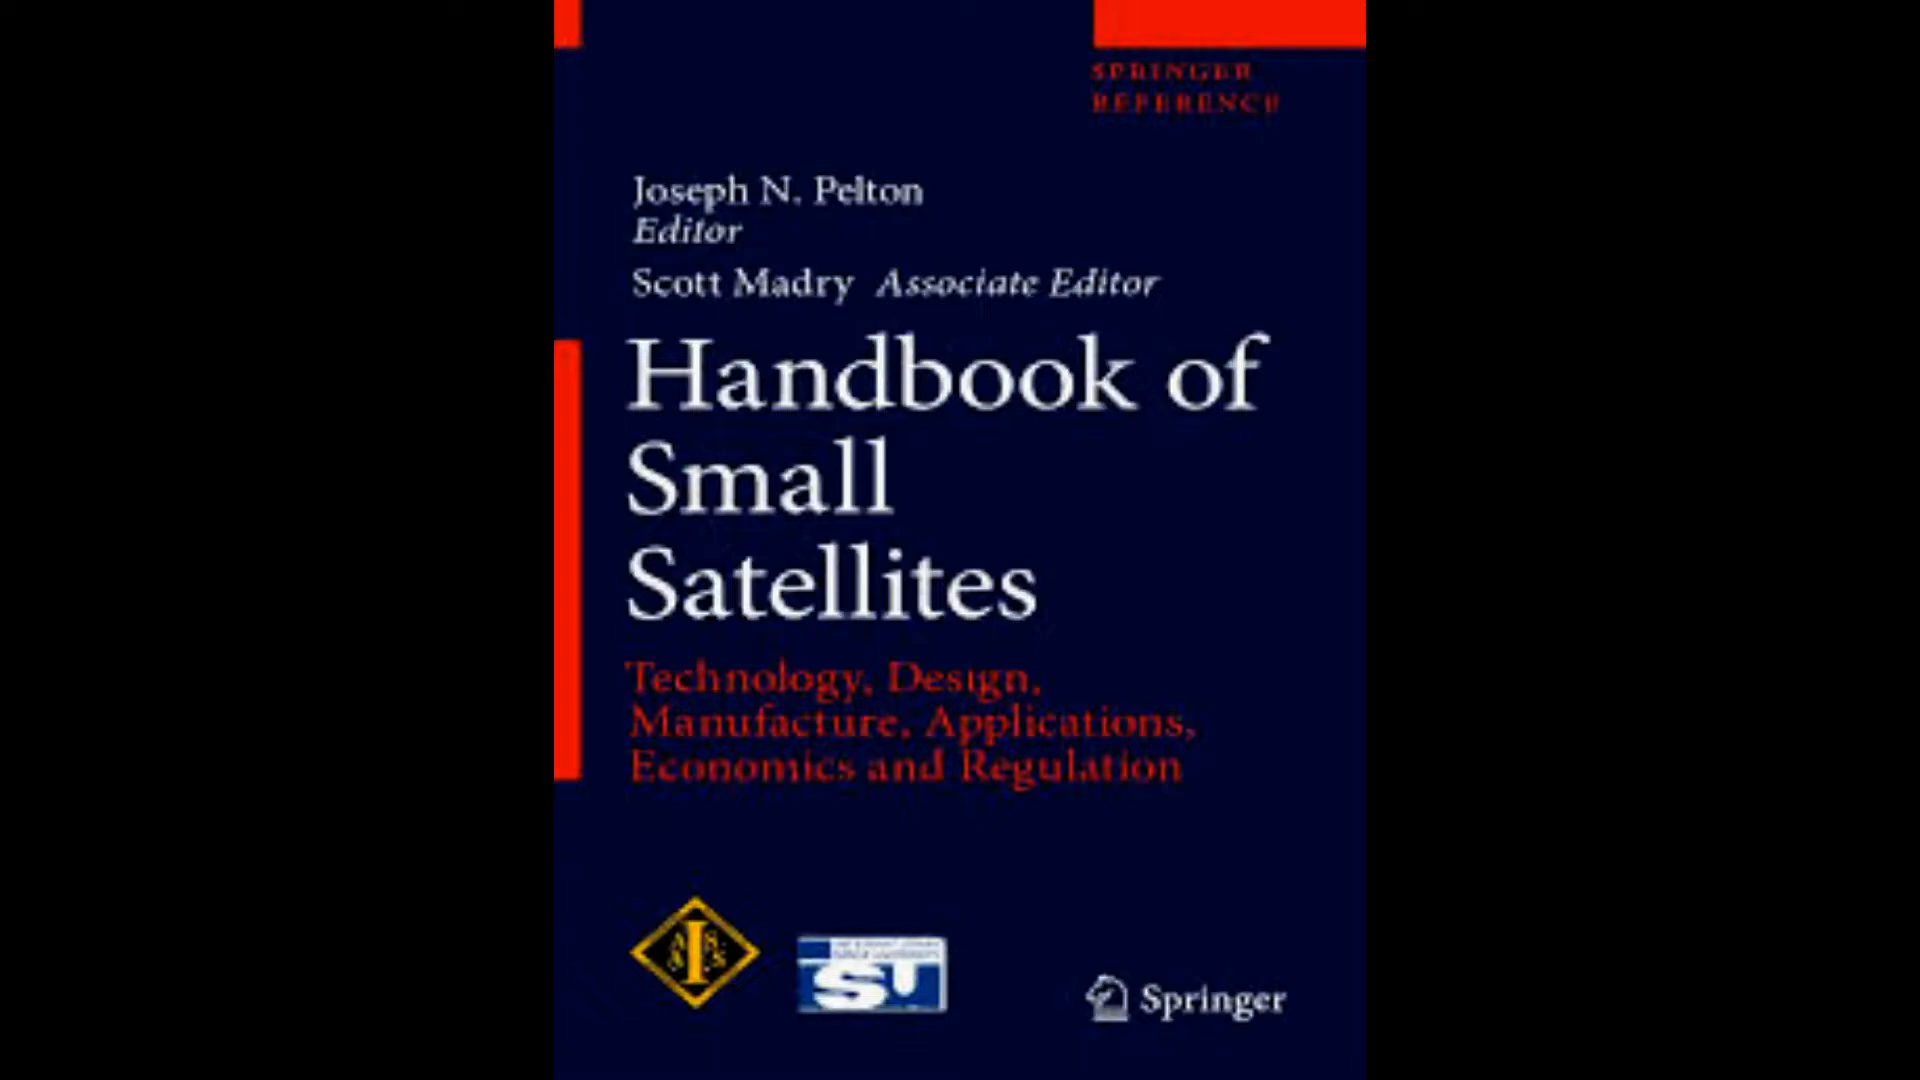 SPRINGER
REFERENCE
Joseph N. Pelton
Editor
Scott Madry Associate Editor
Handbook of
Small
Satellites
Technology, Design,
Manufacture, Applications,
Economics and Regulation
ISU
Springer